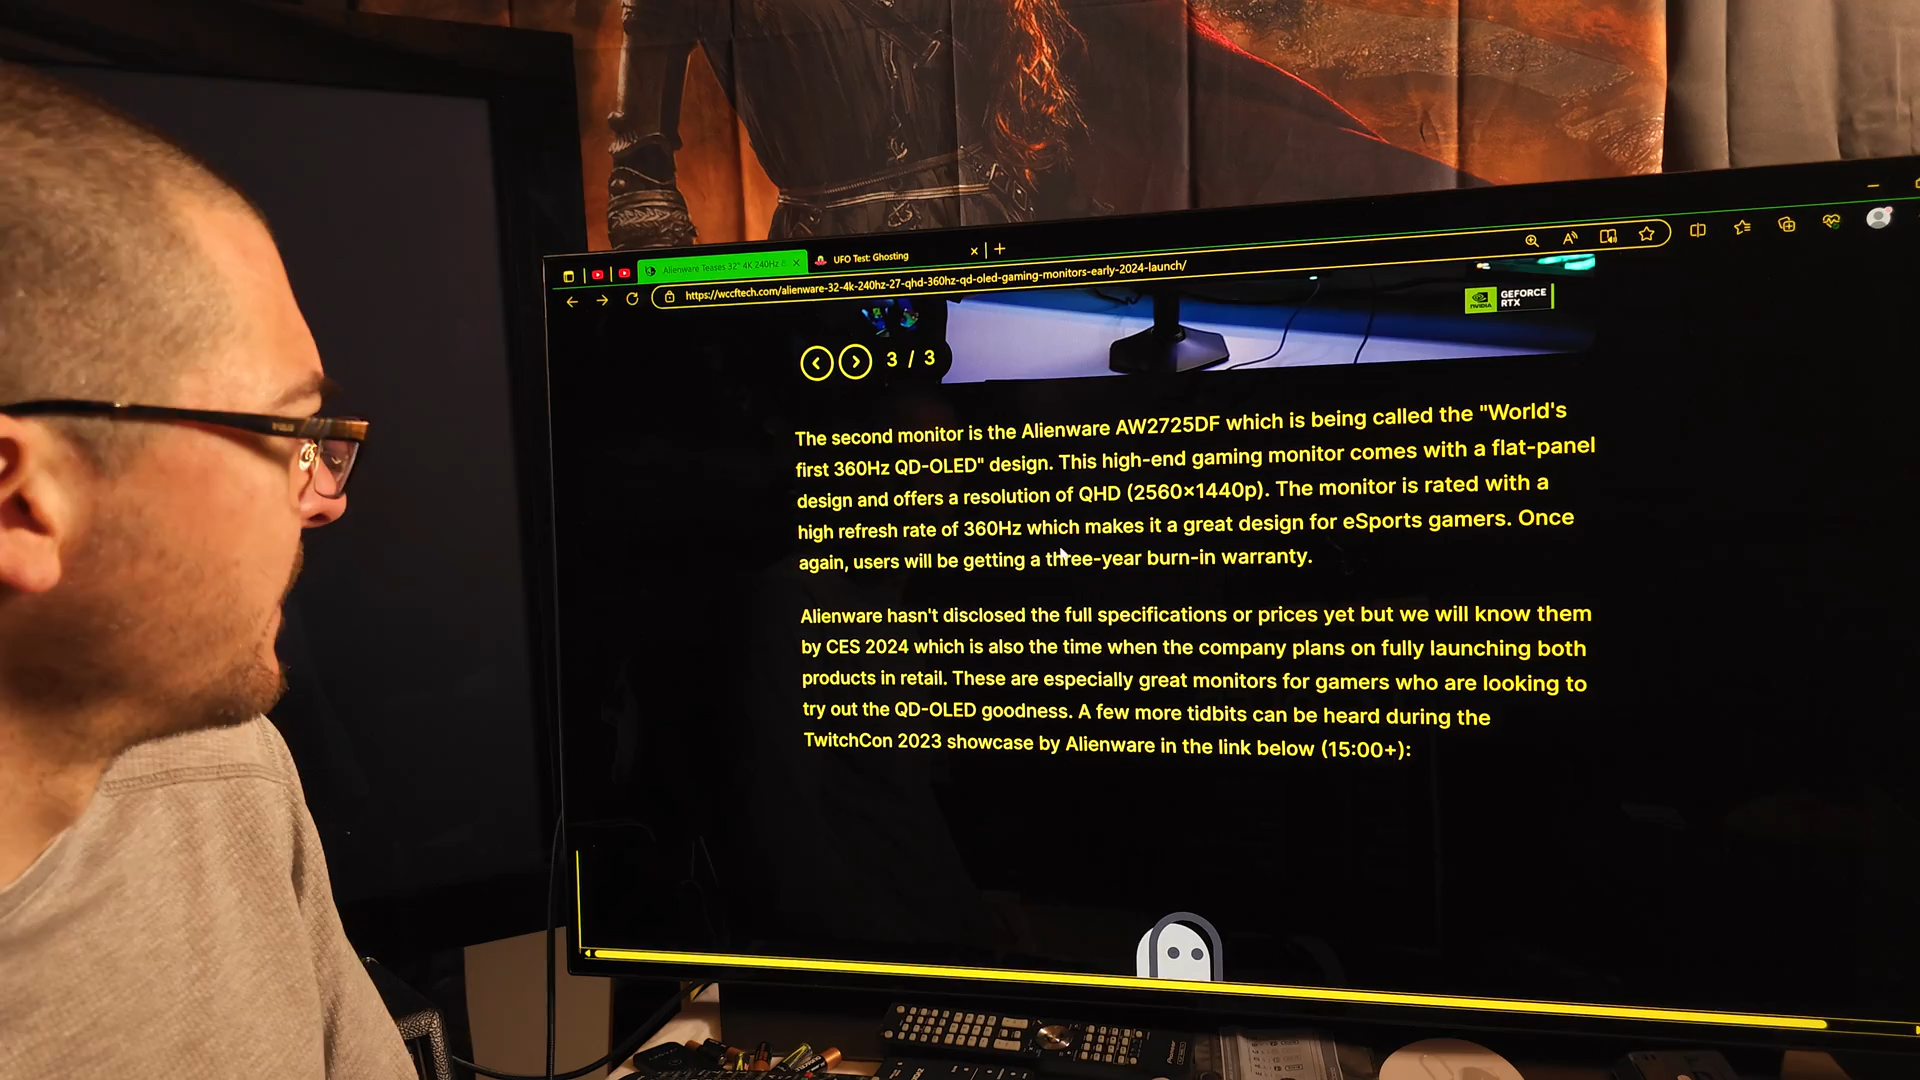 Alienware Teases 32" 4K 240Hz
UFO Test: Ghosting
https://wccftech.com/alienware-32-4k-240hz-27-qhd-360hz-qd-oled-gaming-monitors-early-2024-launch/
NVIDIA
GEFORCE
RTX
3 / 3
The second monitor is the Alienware AW2725DF which is being called the "World's
first 360Hz QD-OLED" design. This high-end gaming monitor comes with a flat-panel
design and offers a resolution of QHD (2560×1440p). The monitor is rated with a
high refresh rate of 360Hz which makes it a great design for eSports gamers. Once
again, users will be getting a three-year burn-in warranty.
Alienware hasn't disclosed the full specifications or prices yet but we will know them
by CES 2024 which is also the time when the company plans on fully launching both
products in retail. These are especially great monitors for gamers who are looking to
try out the QD-OLED goodness. A few more tidbits can be heard during the
TwitchCon 2023 showcase by Alienware in the link below (15:00+):
Pioneer